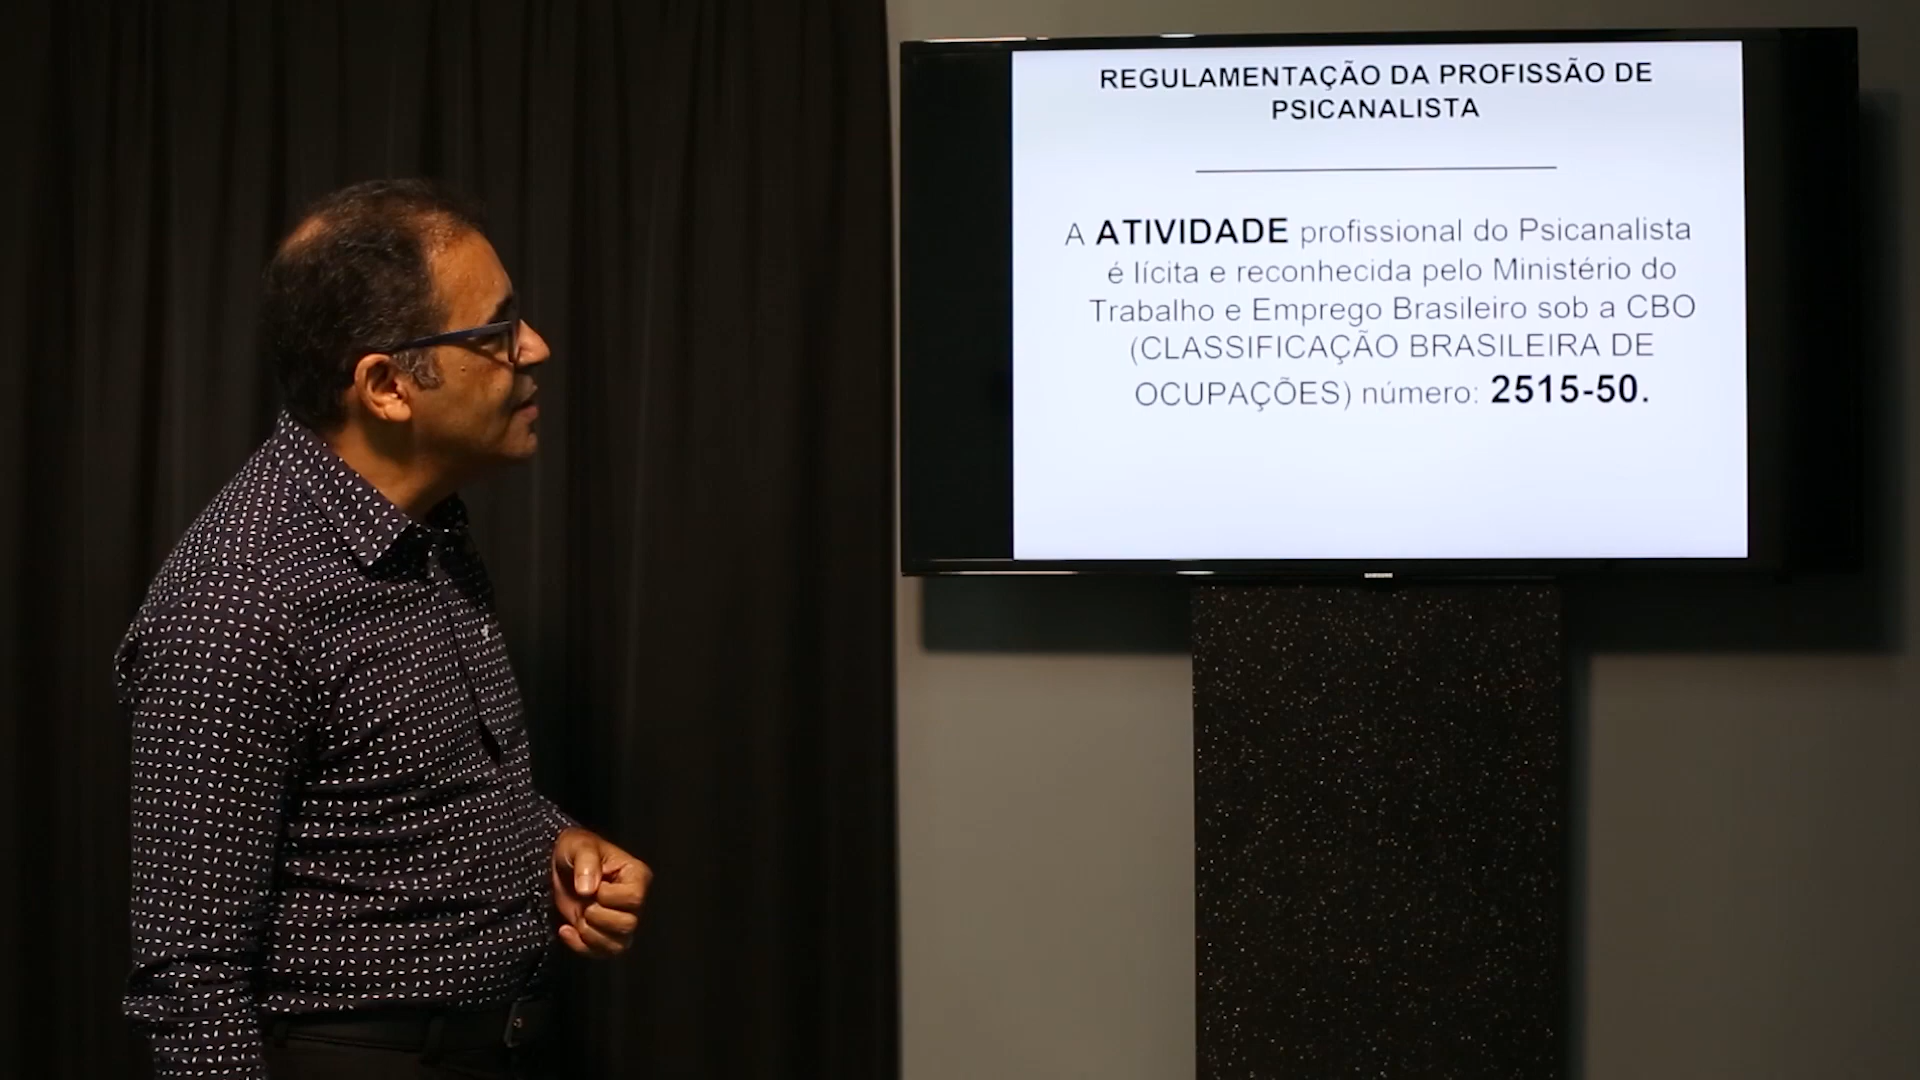 REGULAMENTAÇÃO DA PROFISSÃO DE
PSICANALISTA
A ATIVIDADE profissional do Psicanalista
é lícita e reconhecida pelo Ministério do
Trabalho e Emprego Brasileiro sob a CBO
(CLASSIFICAÇÃO BRASILEIRA DE
OCUPAÇÕES) número: 2515-50.